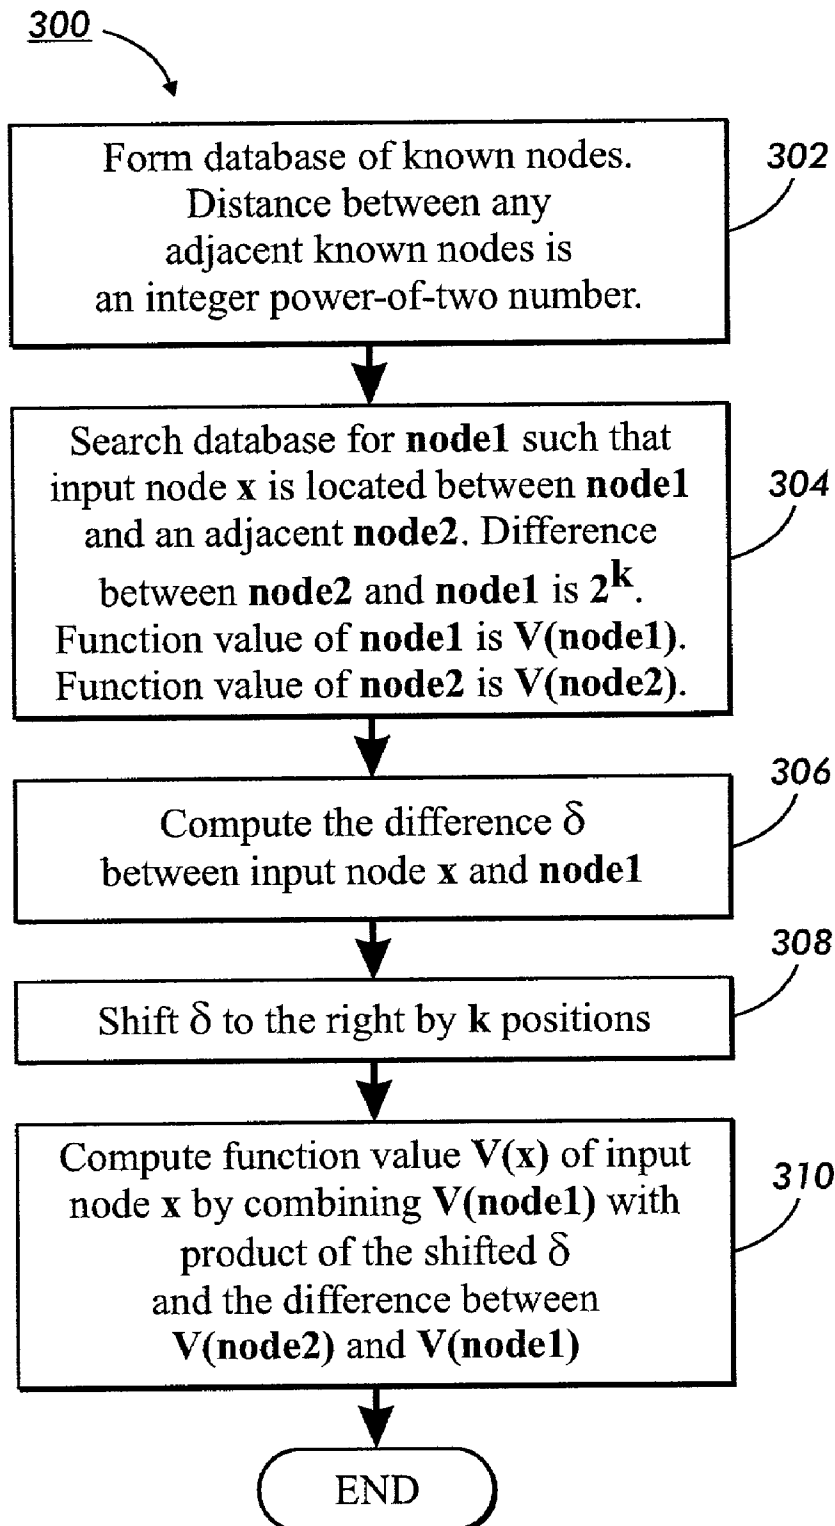 300
Form database of known nodes.
Distance between any
adjacent known nodes is
an integer power-of-two number.
302
Search database for node1 such that
input node x is located between node1
and an adjacent node2. Difference
between node2 and node1 is 2^k.
Function value of node1 is V(node1).
Function value of node2 is V(node2).
304
Compute the difference δ
between input node x and node1
306
Shift δ to the right by k positions
308
Compute function value V(x) of input
node x by combining V(node1) with
product of the shifted δ
and the difference between
V(node2) and V(node1)
310
END